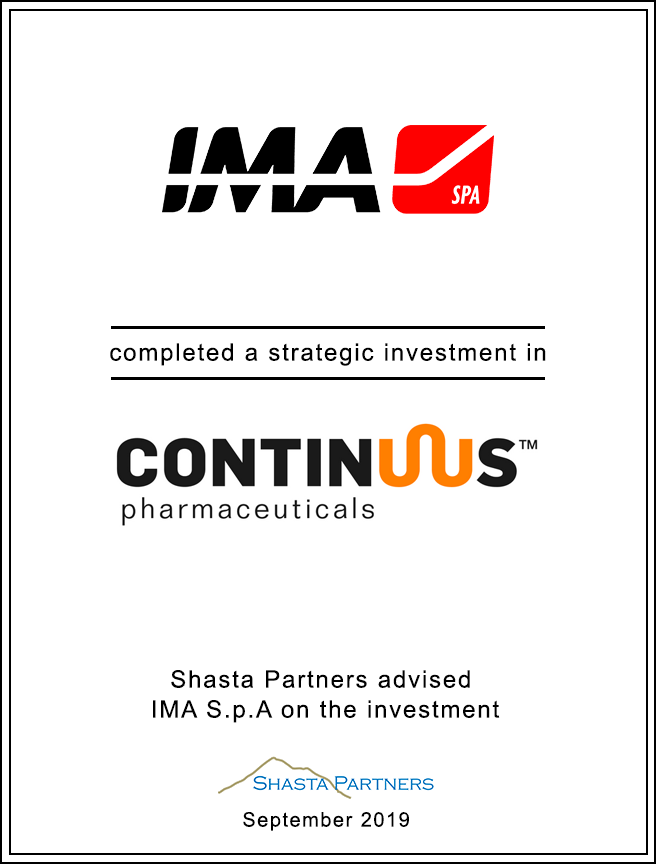 IMA
SPA
completed a strategic investment in
CONTINUUS™
pharmaceuticals
Shasta Partners advised
IMA S.p.A on the investment
SHASTA PARTNERS
September 2019